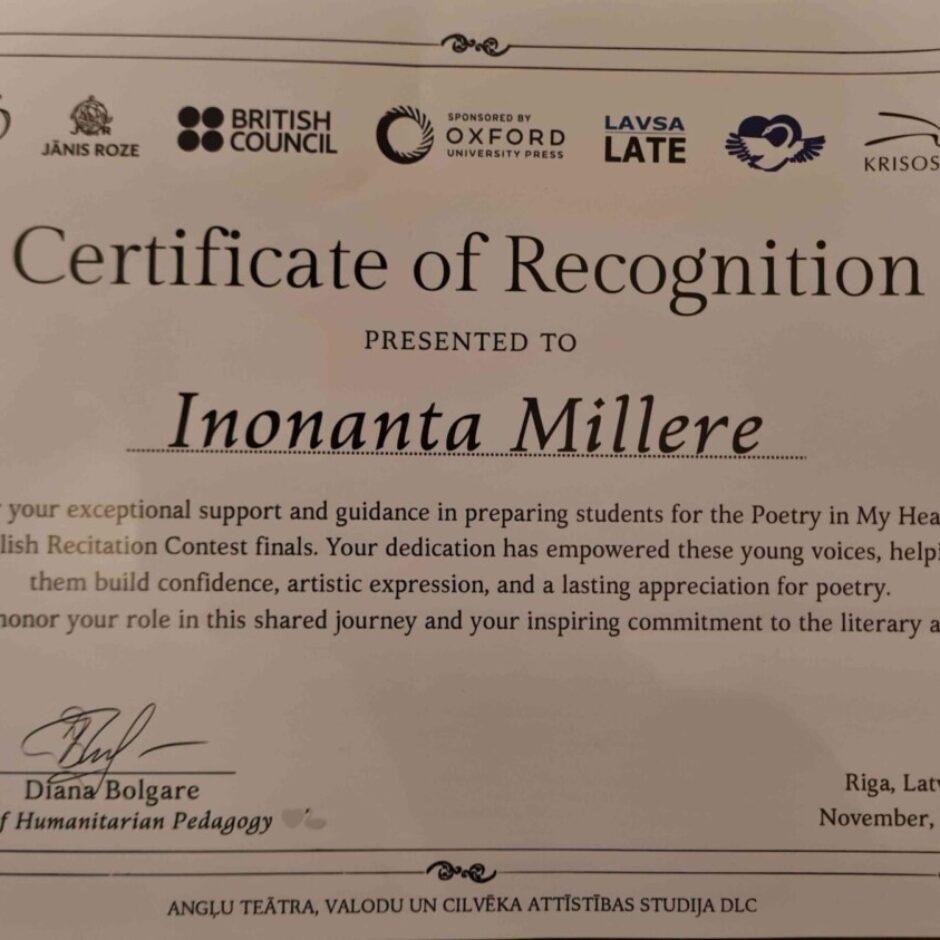 JĀNIS ROZE
BRITISH COUNCIL
SPONSORED BY
OXFORD
UNIVERSITY PRESS
LAVSA
LATE
KRISOS
Certificate of Recognition
PRESENTED TO
Inonanta Millere
your exceptional support and guidance in preparing students for the Poetry in My Hea
lish Recitation Contest finals. Your dedication has empowered these young voices, helpi
them build confidence, artistic expression, and a lasting appreciation for poetry.
honor your role in this shared journey and your inspiring commitment to the literary a
Diāna Bolgare
f Humanitarian Pedagogy
Riga, Latv
November,
ANGĻU TEĀTRA, VALODU UN CILVĒKA ATTĪSTĪBAS STUDIJA DLC